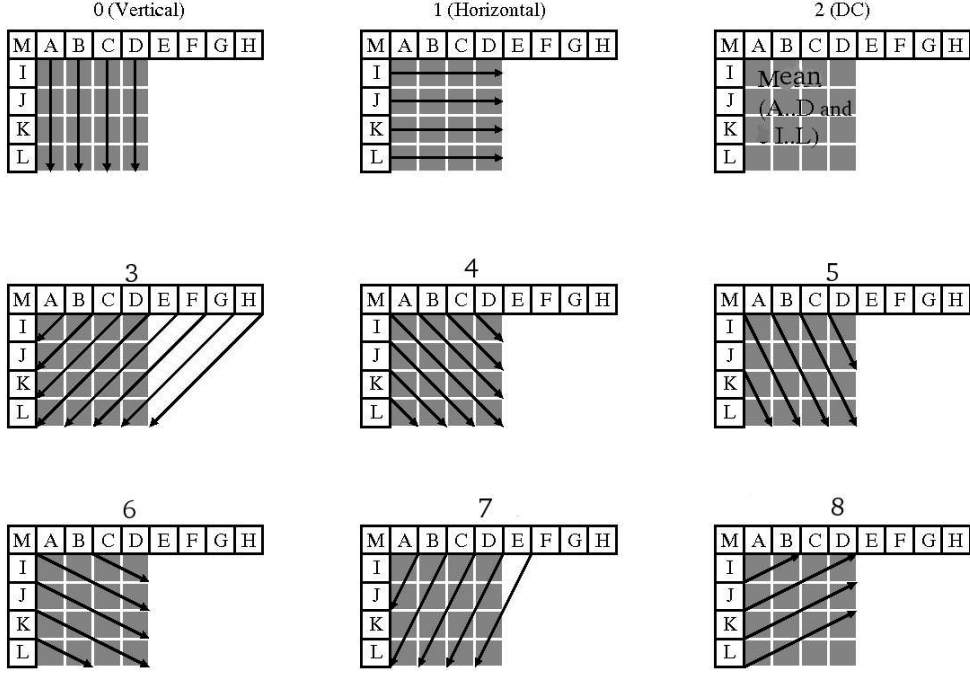 0 (Vertical)
1 (Horizontal)
2 (DC)
M A B C D E F G H
I
J
K
L
M A B C D E F G H
I
J
K
L
M A B C D E F G H
I
J
K
L
Mean
(A..D and
I..L)
3
4
5
M A B C D E F G H
I
J
K
L
M A B C D E F G H
I
J
K
L
M A B C D E F G H
I
J
K
L
6
7
8
M A B C D E F G H
I
J
K
L
M A B C D E F G H
I
J
K
L
M A B C D E F G H
I
J
K
L